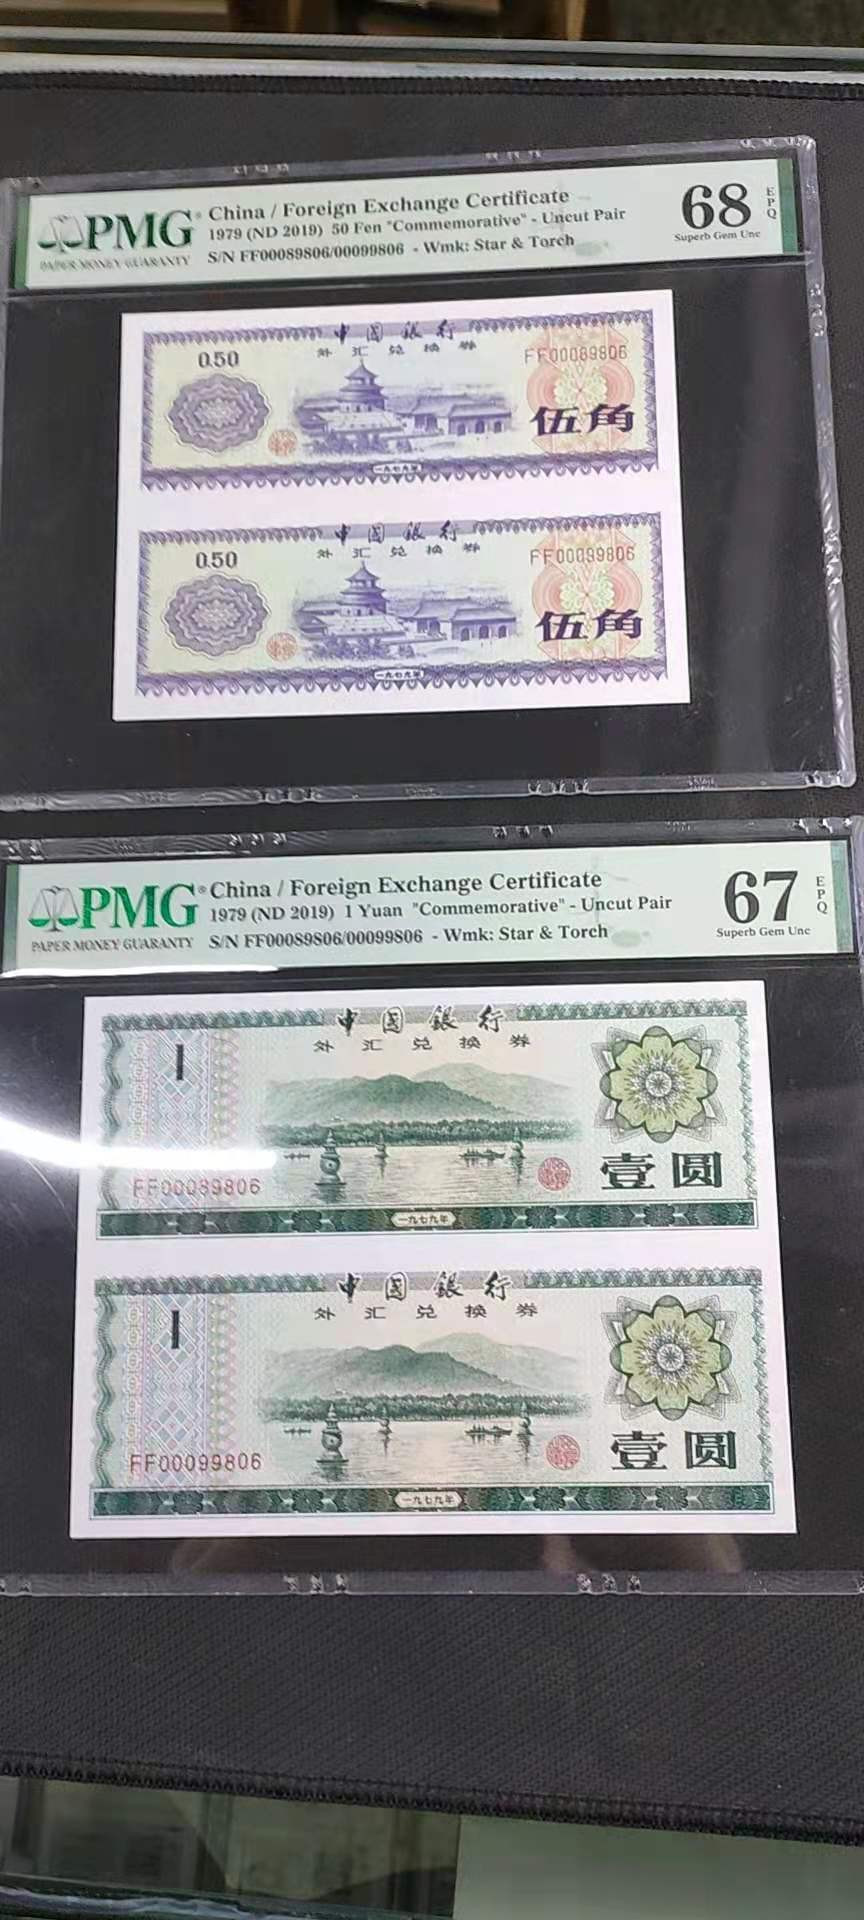 PMG®
PAPER MONEY GUARANTY
China / Foreign Exchange Certificate
1979 (ND 2019) 50 Fen "Commemorative" - Uncut Pair
S/N FF00089806/00099806 - Wmk: Star & Torch
68
EPQ
Superb Gem Unc
中国銀行
外汇兑换券
0.50
FF00089806
伍角
一九七九年
中国銀行
外汇兑换券
0.50
FF00099806
伍角
一九七九年
PMG®
PAPER MONEY GUARANTY
China / Foreign Exchange Certificate
1979 (ND 2019) 1 Yuan "Commemorative" - Uncut Pair
S/N FF00089806/00099806 - Wmk: Star & Torch
67
EPQ
Superb Gem Unc
中国銀行
外汇兑换券
1
FF00089806
壹圆
一九七九年
中国銀行
外汇兑换券
1
FF00099806
壹圆
一九七九年